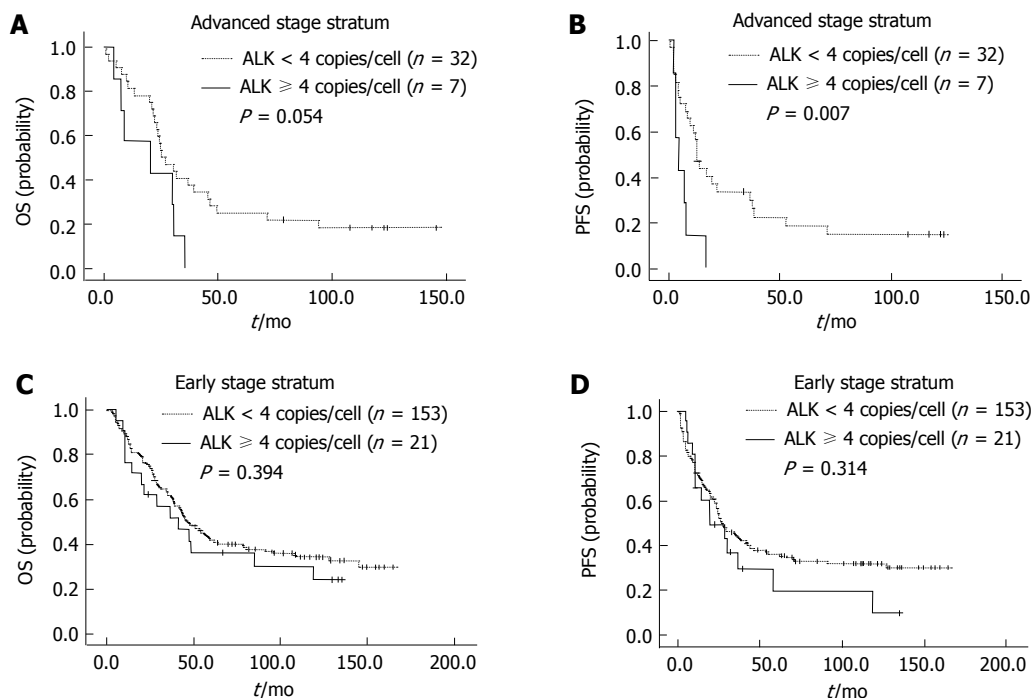 A
Advanced stage stratum
ALK < 4 copies/cell (n = 32)
ALK ⩾ 4 copies/cell (n = 7)
P = 0.054
OS (probability)
1.0
0.8
0.6
0.4
0.2
0.0
0.0 50.0 100.0 150.0
t/mo
B
Advanced stage stratum
ALK < 4 copies/cell (n = 32)
ALK ⩾ 4 copies/cell (n = 7)
P = 0.007
PFS (probability)
1.0
0.8
0.6
0.4
0.2
0.0
0.0 50.0 100.0 150.0
t/mo
C
Early stage stratum
ALK < 4 copies/cell (n = 153)
ALK ⩾ 4 copies/cell (n = 21)
P = 0.394
OS (probability)
1.0
0.8
0.6
0.4
0.2
0.0
0.0 50.0 100.0 150.0 200.0
t/mo
D
Early stage stratum
ALK < 4 copies/cell (n = 153)
ALK ⩾ 4 copies/cell (n = 21)
P = 0.314
PFS (probability)
1.0
0.8
0.6
0.4
0.2
0.0
0.0 50.0 100.0 150.0 200.0
t/mo